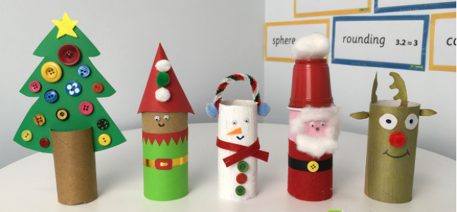 sphere
rounding 3.2 ≈ 3